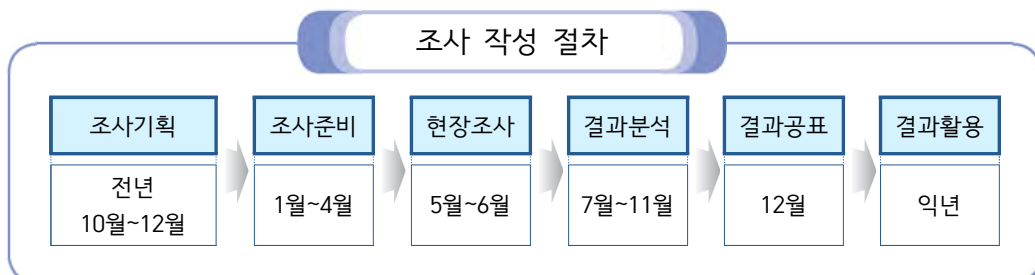 조사 작성 절차
조사기획 조사준비 현장조사 결과분석 결과공표 결과활용
전년
10월~12월 1월~4월 5월~6월 7월~11월 12월 익년